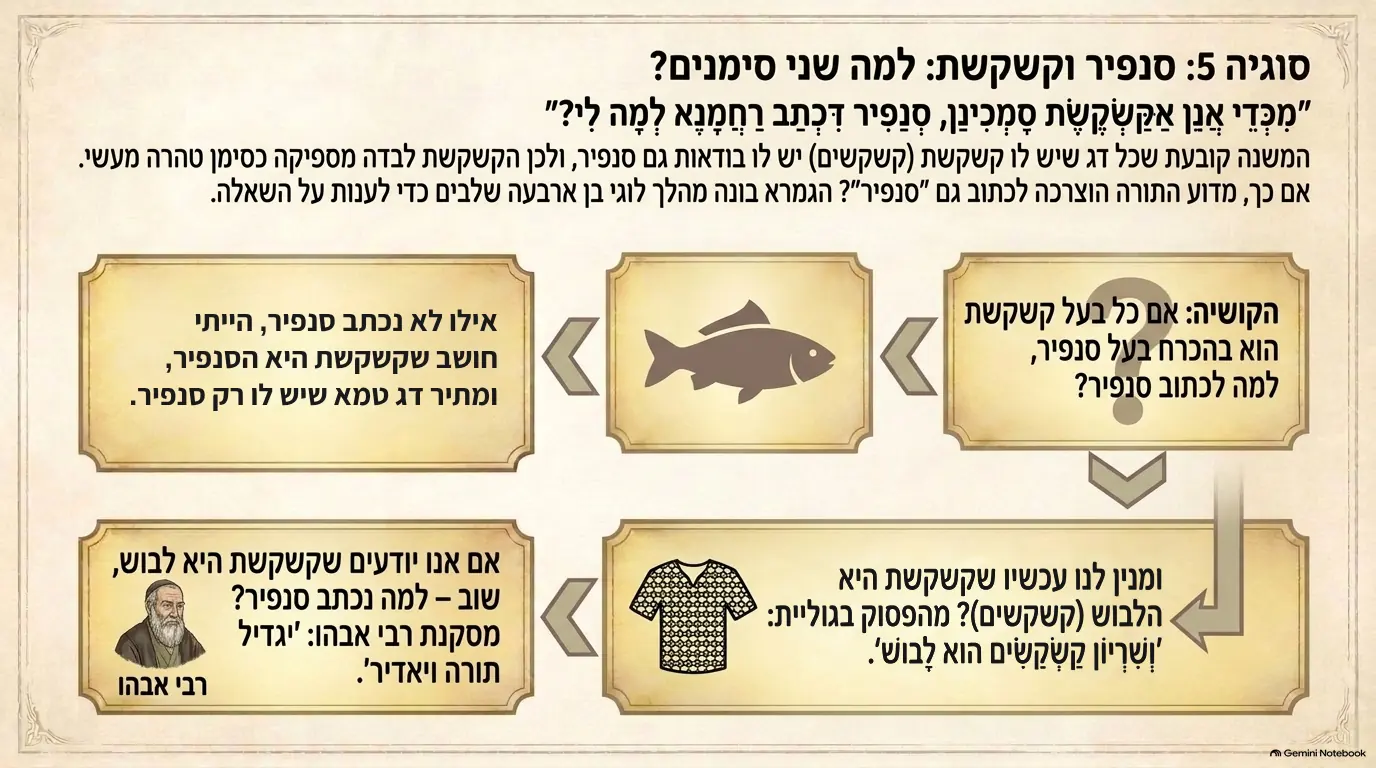 סוגיה 5: סנפיר וקשקשת: למה שני סימנים?
"מִכְּדֵי אֲנַן אַקַּשְׂקֶשֶׂת סָמְכִינַן, סְנַפִּיר דִּכְתַב רַחֲמָנָא לְמָה לִי?"
המשנה קובעת שכל דג שיש לו קשקשת (קשקשים) יש לו בודאות גם סנפיר, ולכן הקשקשת לבדה מספיקה כסימן טהרה מעשי.
אם כך, מדוע התורה הוצרכה לכתוב גם "סנפיר"? הגמרא בונה מהלך לוגי בן ארבעה שלבים כדי לענות על השאלה.
הקושיה: אם כל בעל קשקשת
הוא בהכרח בעל סנפיר,
למה לכתוב סנפיר?
אילו לא נכתב סנפיר, הייתי
חושב שקשקשת היא הסנפיר,
ומתיר דג טמא שיש לו רק סנפיר.
ומנין לנו עכשיו שקשקשת היא
הלבוש (קשקשים)? מהפסוק בגוליית:
'וְשִׁרְיוֹן קַשְׂקַשִּׂים הוא לָבוּשׁ'.
אם אנו יודעים שקשקשת היא לבוש,
שוב – למה נכתב סנפיר?
מסקנת רבי אבהו: 'יגדיל
תורה ויאדיר'.
רבי אבהו
Gemini Notebook